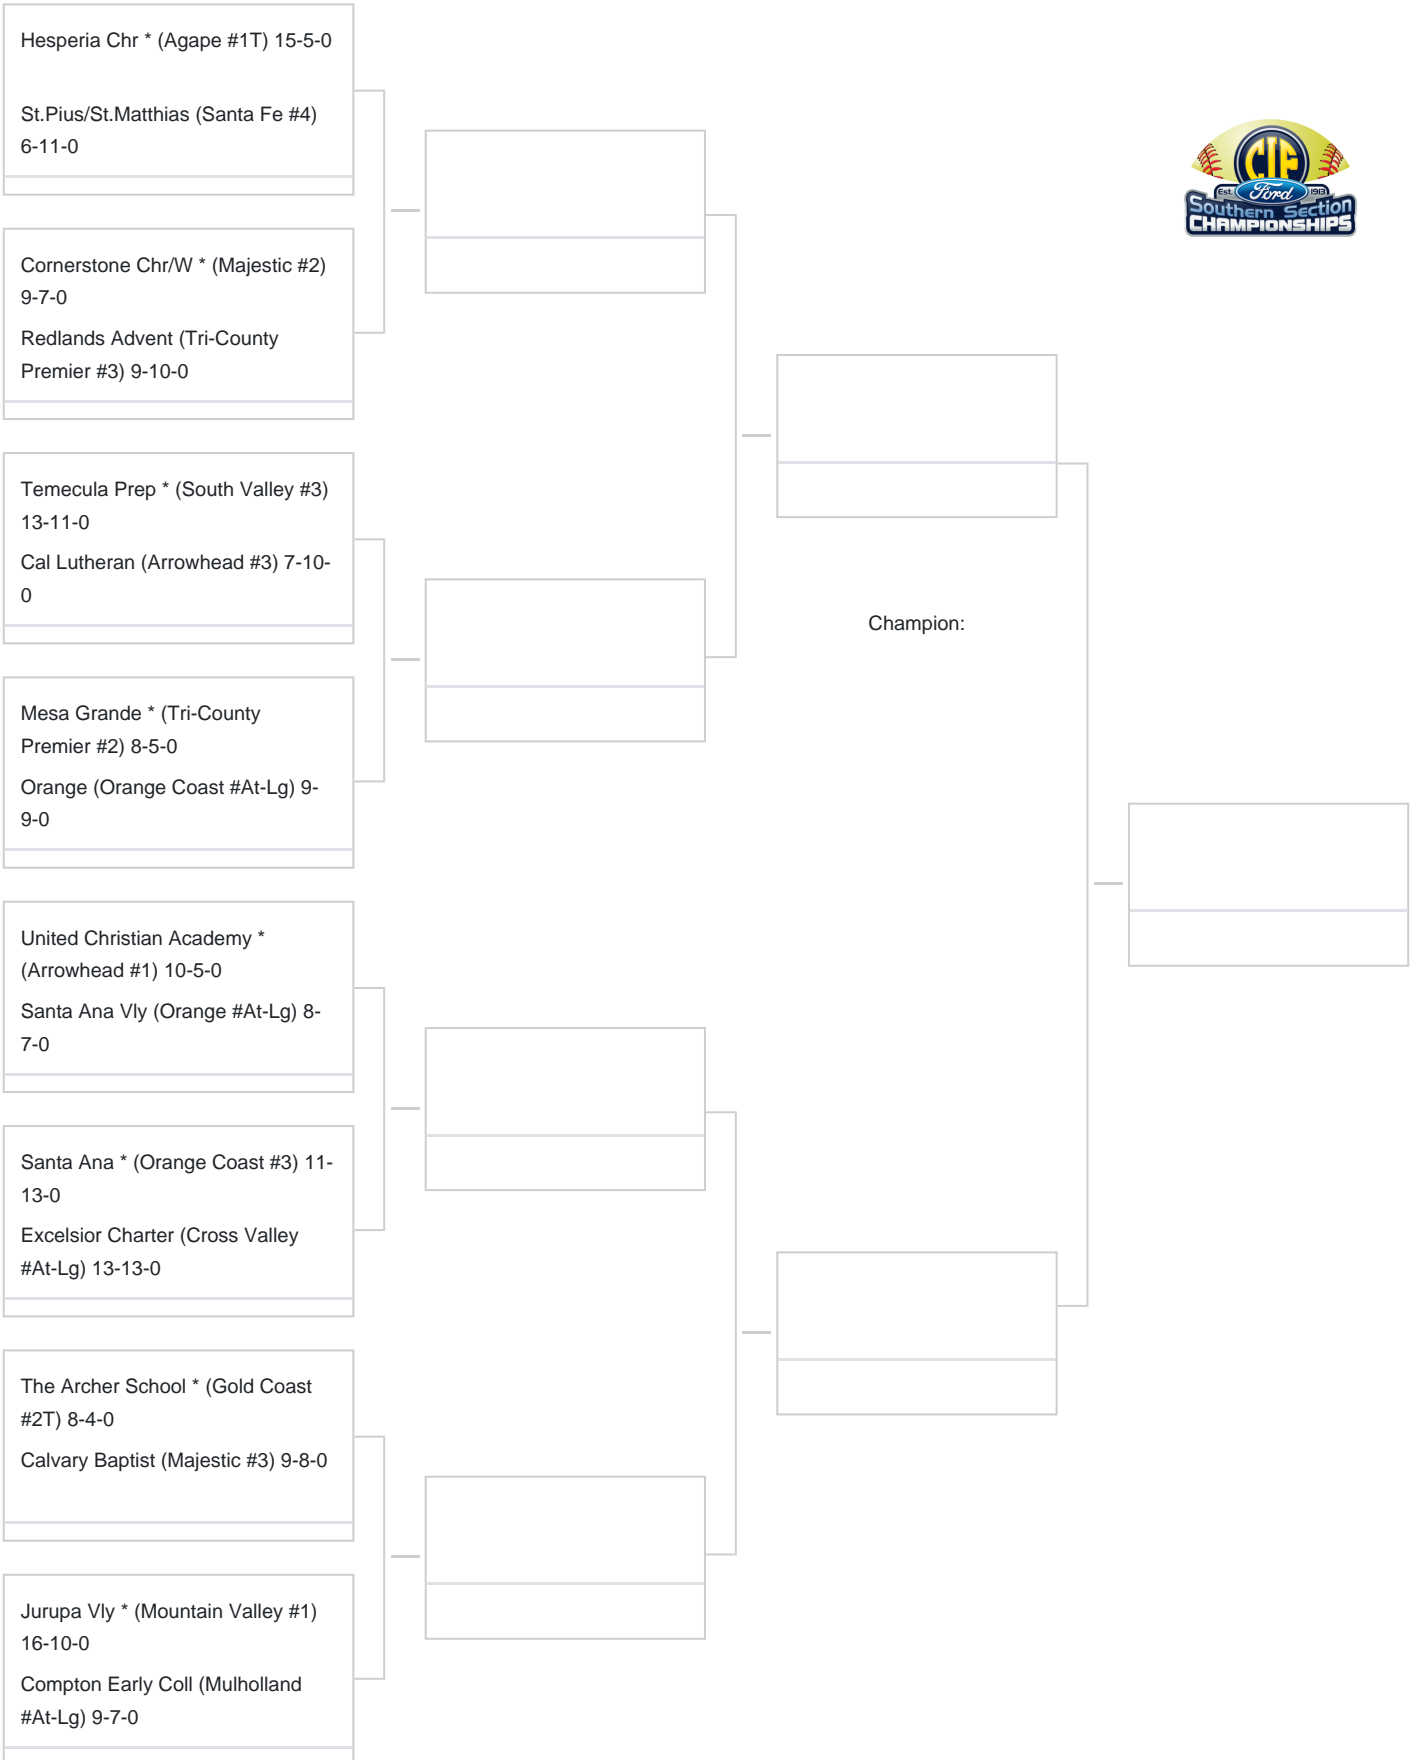 Hesperia Chr * (Agape #1T) 15-5-0
St.Pius/St.Matthias (Santa Fe #4)
6-11-0
Cornerstone Chr/W * (Majestic #2)
9-7-0
Redlands Advent (Tri-County
Premier #3) 9-10-0
Temecula Prep * (South Valley #3)
13-11-0
Cal Lutheran (Arrowhead #3) 7-10-
0
Mesa Grande * (Tri-County
Premier #2) 8-5-0
Orange (Orange Coast #At-Lg) 9-
9-0
United Christian Academy *
(Arrowhead #1) 10-5-0
Santa Ana Vly (Orange #At-Lg) 8-
7-0
Santa Ana * (Orange Coast #3) 11-
13-0
Excelsior Charter (Cross Valley
#At-Lg) 13-13-0
The Archer School * (Gold Coast
#2T) 8-4-0
Calvary Baptist (Majestic #3) 9-8-0
Jurupa Vly * (Mountain Valley #1)
16-10-0
Compton Early Coll (Mulholland
#At-Lg) 9-7-0
Champion:
CIF
Est. Ford 1913
Southern Section
CHAMPIONSHIPS